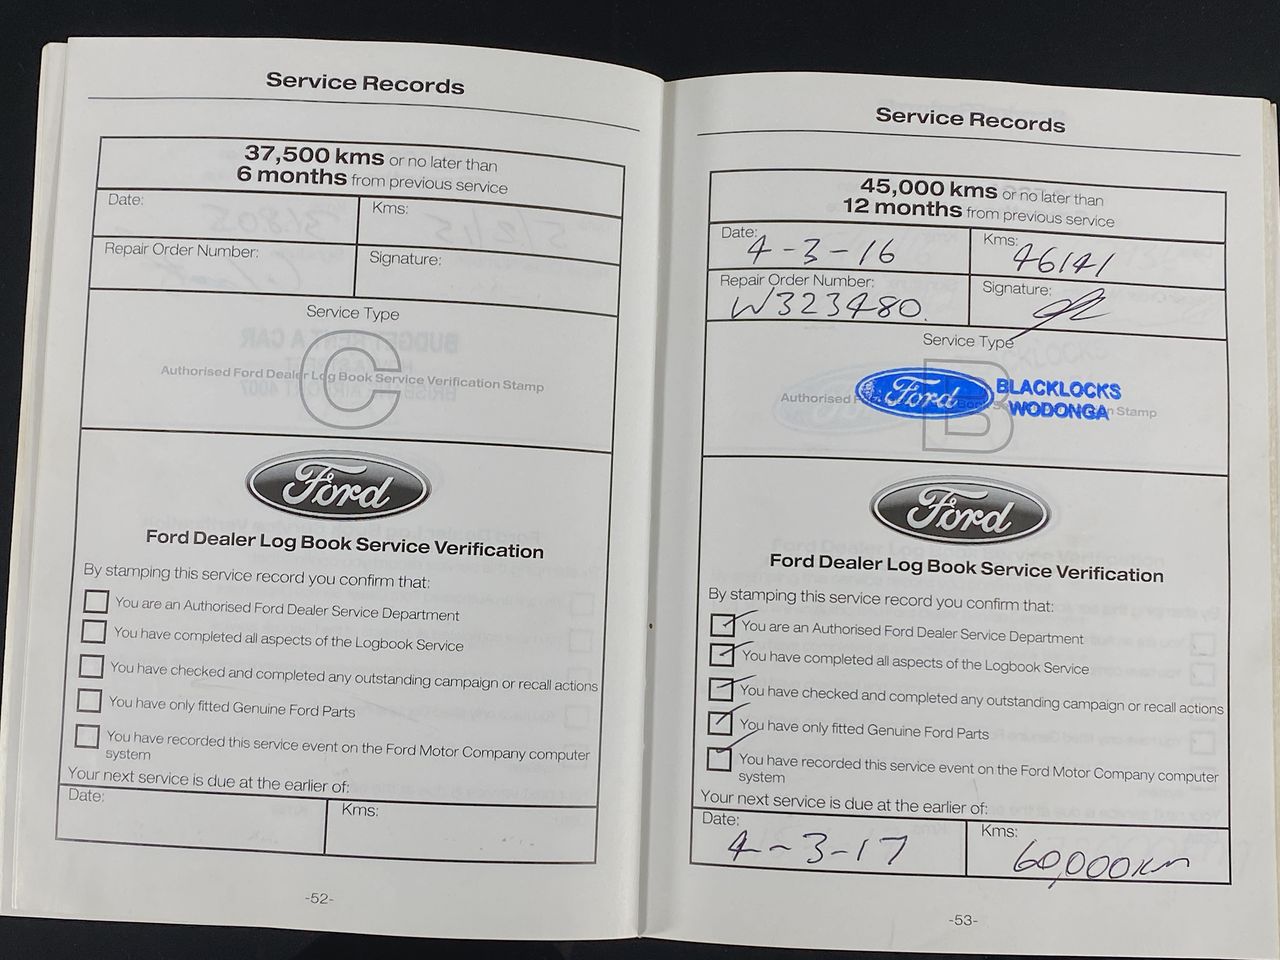 Service Records
37,500 kms or no later than
6 months from previous service
Date:
Kms:
Repair Order Number:
Signature:
Service Type
C
Authorised Ford Dealer Log Book Service Verification Stamp
Ford
Ford Dealer Log Book Service Verification
By stamping this service record you confirm that:
You are an Authorised Ford Dealer Service Department
You have completed all aspects of the Logbook Service
You have checked and completed any outstanding campaign or recall actions
You have only fitted Genuine Ford Parts
You have recorded this service event on the Ford Motor Company computer
system
Your next service is due at the earlier of:
Date:
Kms:
-52-
Service Records
45,000 kms or no later than
12 months from previous service
Date: 4-3-16
Kms: 46141
Repair Order Number: W323480.
Signature:
Service Type
B
Authorised
Ford
BLACKLOCKS
WODONGA
Stamp
Ford
Ford Dealer Log Book Service Verification
By stamping this service record you confirm that:
You are an Authorised Ford Dealer Service Department
You have completed all aspects of the Logbook Service
You have checked and completed any outstanding campaign or recall actions
You have only fitted Genuine Ford Parts
You have recorded this service event on the Ford Motor Company computer
system
Your next service is due at the earlier of:
Date: 4-3-17
Kms: 60,000km
-53-